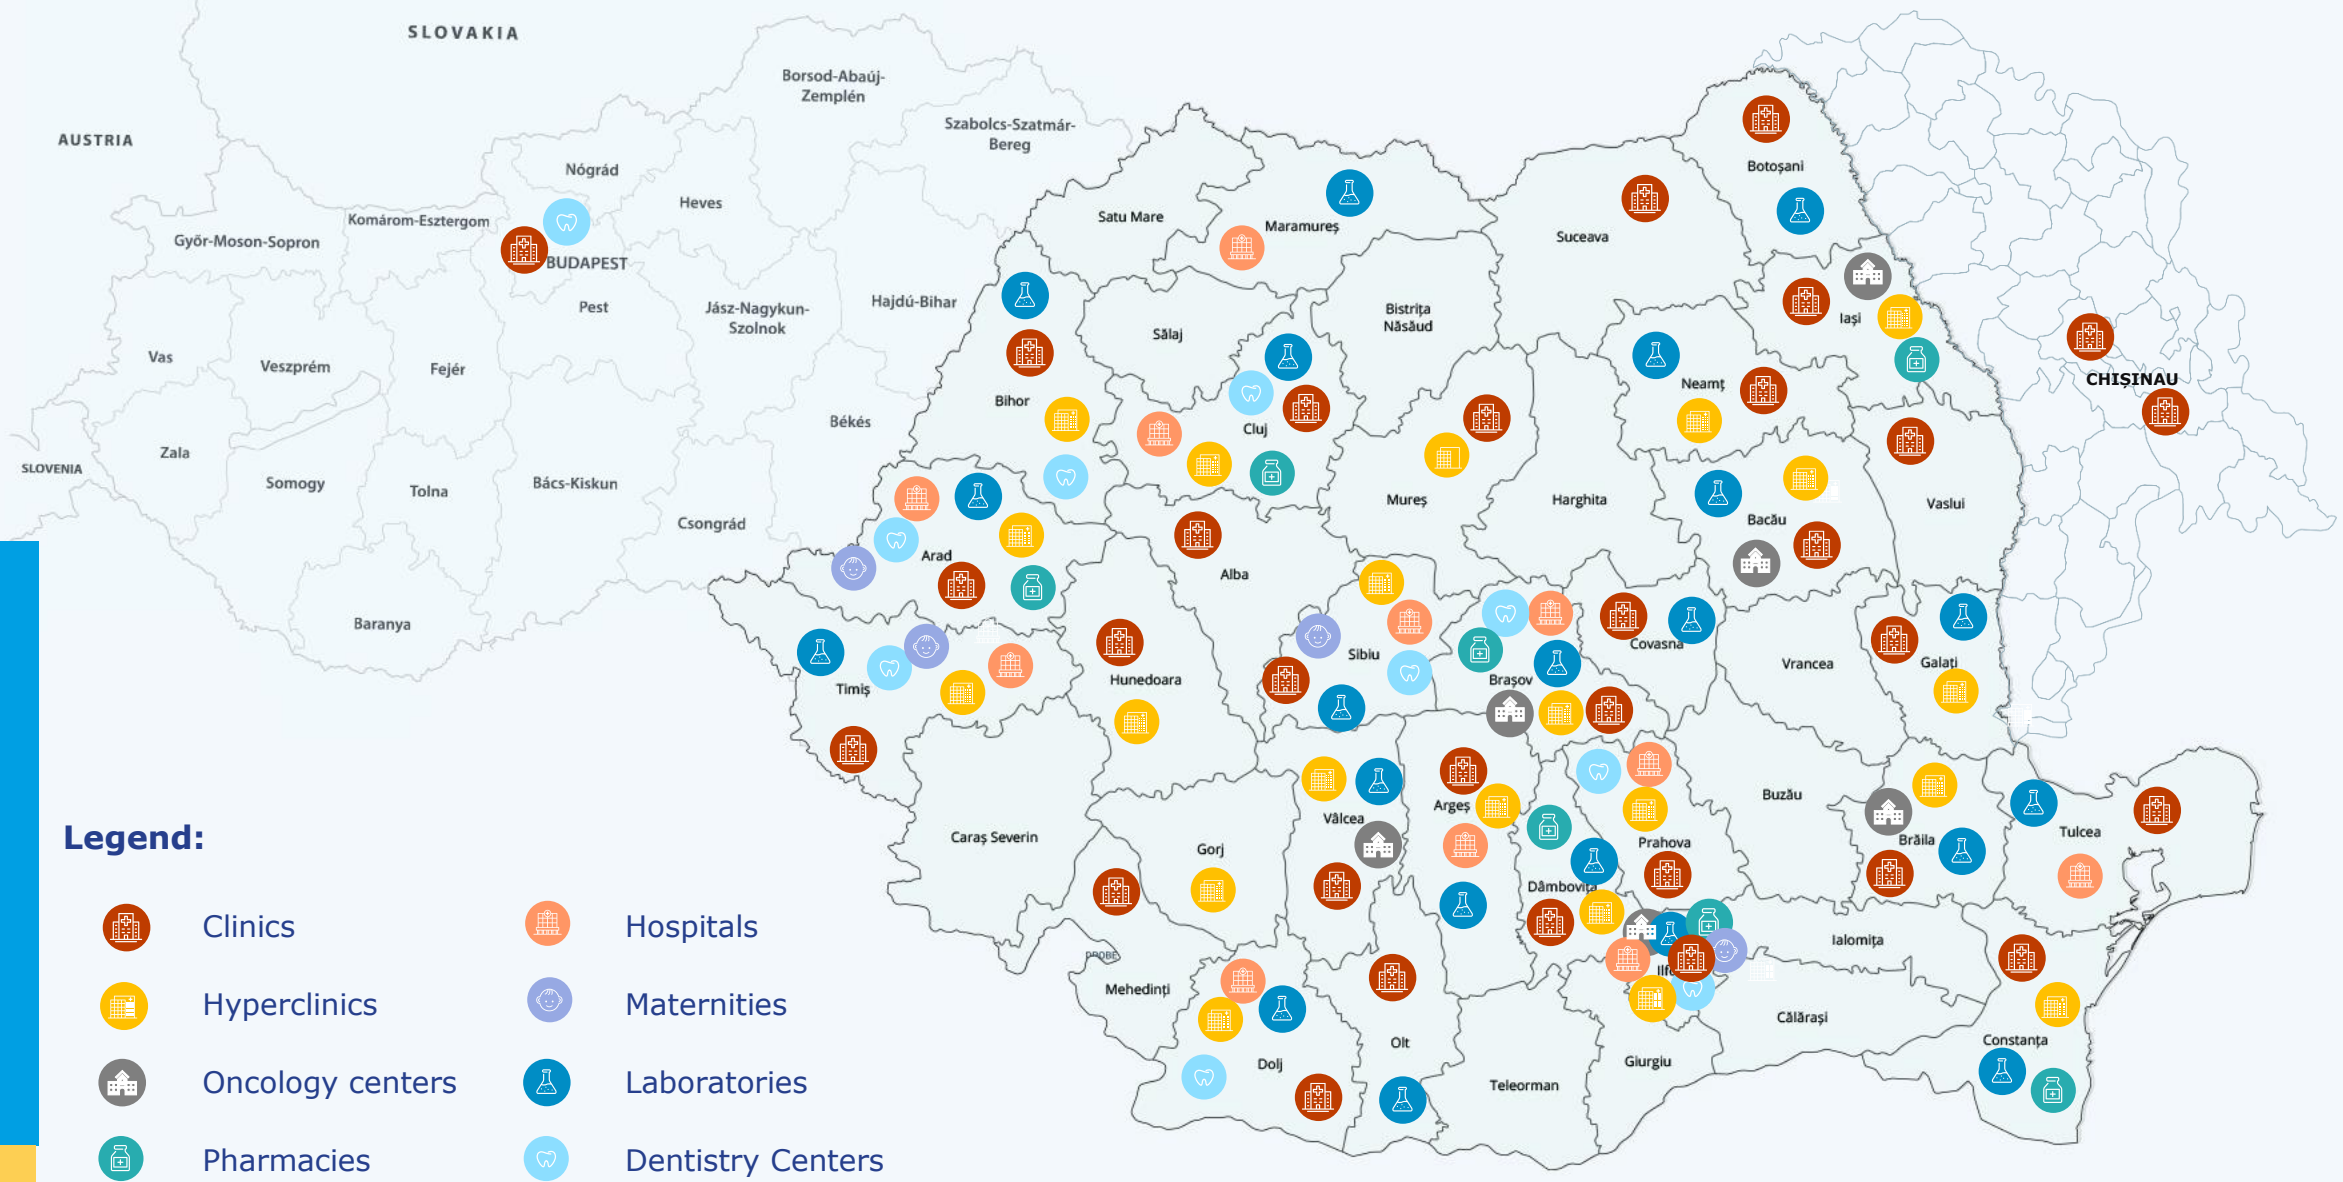 SLOVAKIA
Borsod-Abaúj-
Zemplén
AUSTRIA
Szabolcs-Szatmár-
Bereg
Nógrád
Botoșani
Heves
Komárom-Esztergom
Satu Mare
Maramureș
Győr-Moson-Sopron
Suceava
BUDAPEST
Pest
Jász-Nagykun-
Szolnok
Hajdú-Bihar
Bistrița
Năsăud
Iași
Sălaj
Vas
Veszprém
Fejér
Neamț
CHIȘINAU
Bihor
Békés
Cluj
Zala
SLOVENIA
Somogy
Tolna
Bács-Kiskun
Mureș
Harghita
Vaslui
Csongrád
Bacău
Arad
Alba
Baranya
Covasna
Sibiu
Vrancea
Galați
Timiș
Hunedoara
Brașov
Buzău
Argeș
Vâlcea
Caraș Severin
Gorj
Prahova
Brăila
Tulcea
Legend:
Dâmbovița
Clinics
Hospitals
Ialomița
DROBE
Ilfo
Mehedinți
Hyperclinics
Maternities
Călărași
Constanța
Olt
Dolj
Giurgiu
Teleorman
Oncology centers
Laboratories
Pharmacies
Dentistry Centers